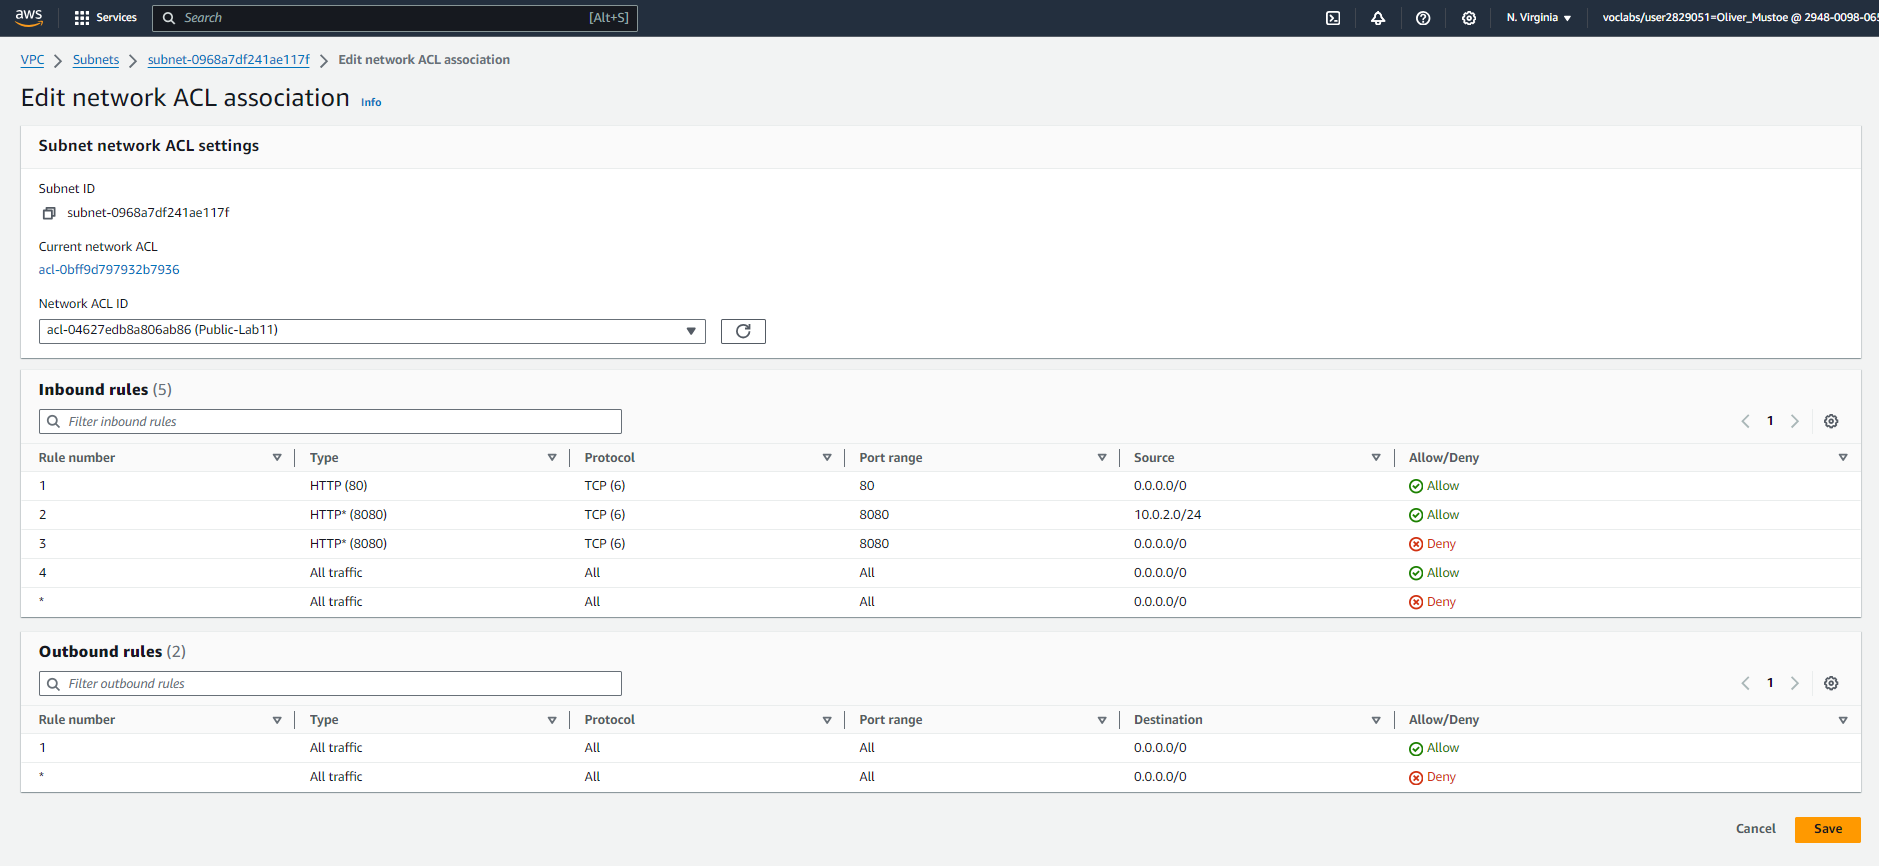 aws Services Search [Alt+S] N. Virginia voclabs/user2829051=Oliver_Mustoe @ 2948-0098-065
VPC Subnets subnet-0968a7df241ae117f Edit network ACL association
Edit network ACL association Info
Subnet network ACL settings
Subnet ID
subnet-0968a7df241ae117f
Current network ACL
acl-0bff9d797932b7936
Network ACL ID
acl-04627edb8a806ab86 (Public-Lab11)
Inbound rules (5)
Filter inbound rules 1
Rule number Type Protocol Port range Source Allow/Deny
1 HTTP (80) TCP (6) 80 0.0.0.0/0 Allow
2 HTTP* (8080) TCP (6) 8080 10.0.2.0/24 Allow
3 HTTP* (8080) TCP (6) 8080 0.0.0.0/0 Deny
4 All traffic All All 0.0.0.0/0 Allow
* All traffic All All 0.0.0.0/0 Deny
Outbound rules (2)
Filter outbound rules 1
Rule number Type Protocol Port range Destination Allow/Deny
1 All traffic All All 0.0.0.0/0 Allow
* All traffic All All 0.0.0.0/0 Deny
Cancel Save